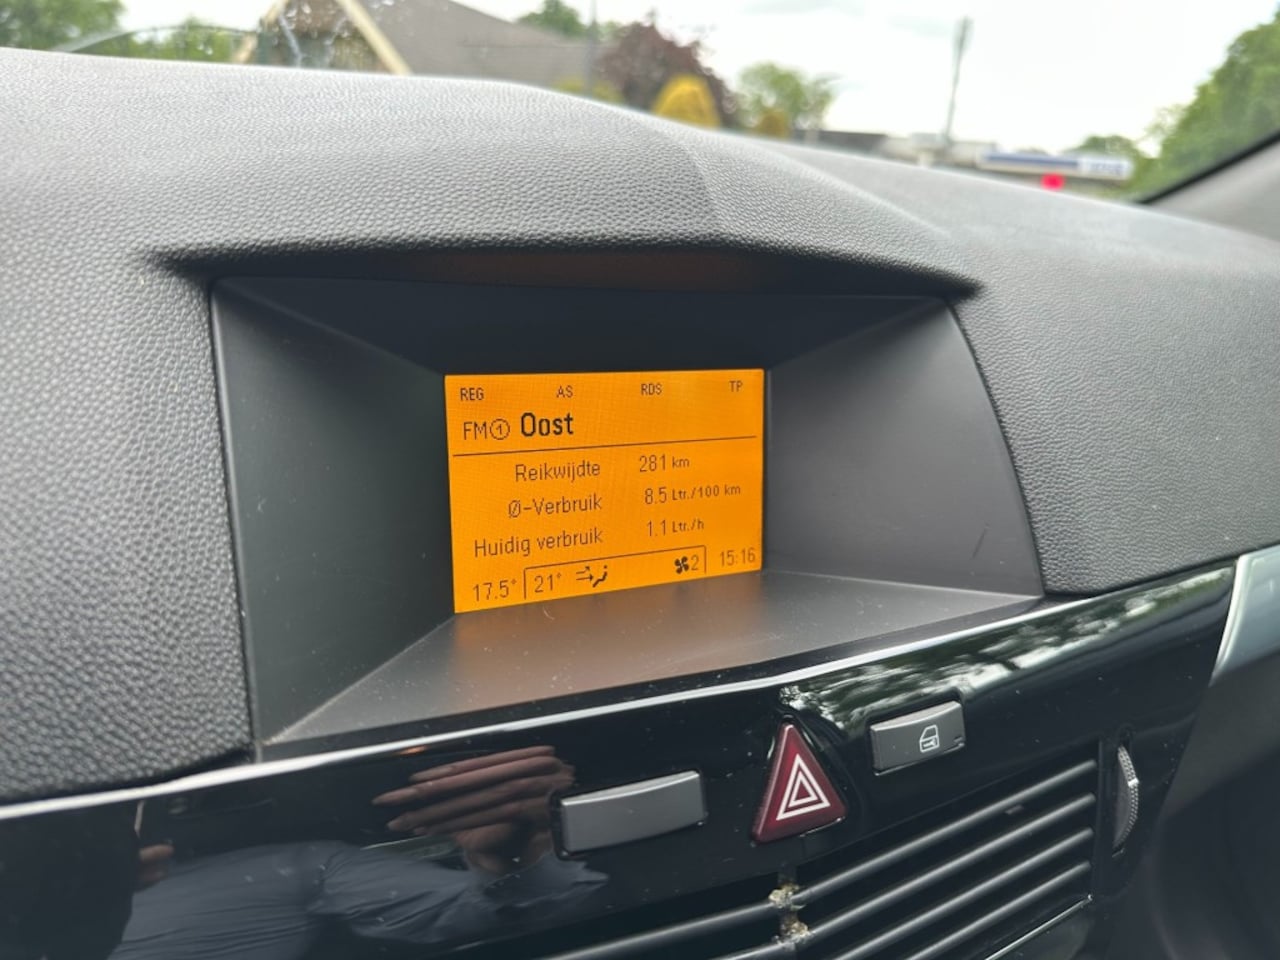 REG AS RDS TP
FM① Oost
Reikwijdte 281 km
Ø-Verbruik 8.5 Ltr./100 km
Huidig verbruik 1.1 Ltr./h
17.5° 21° 2 15:16